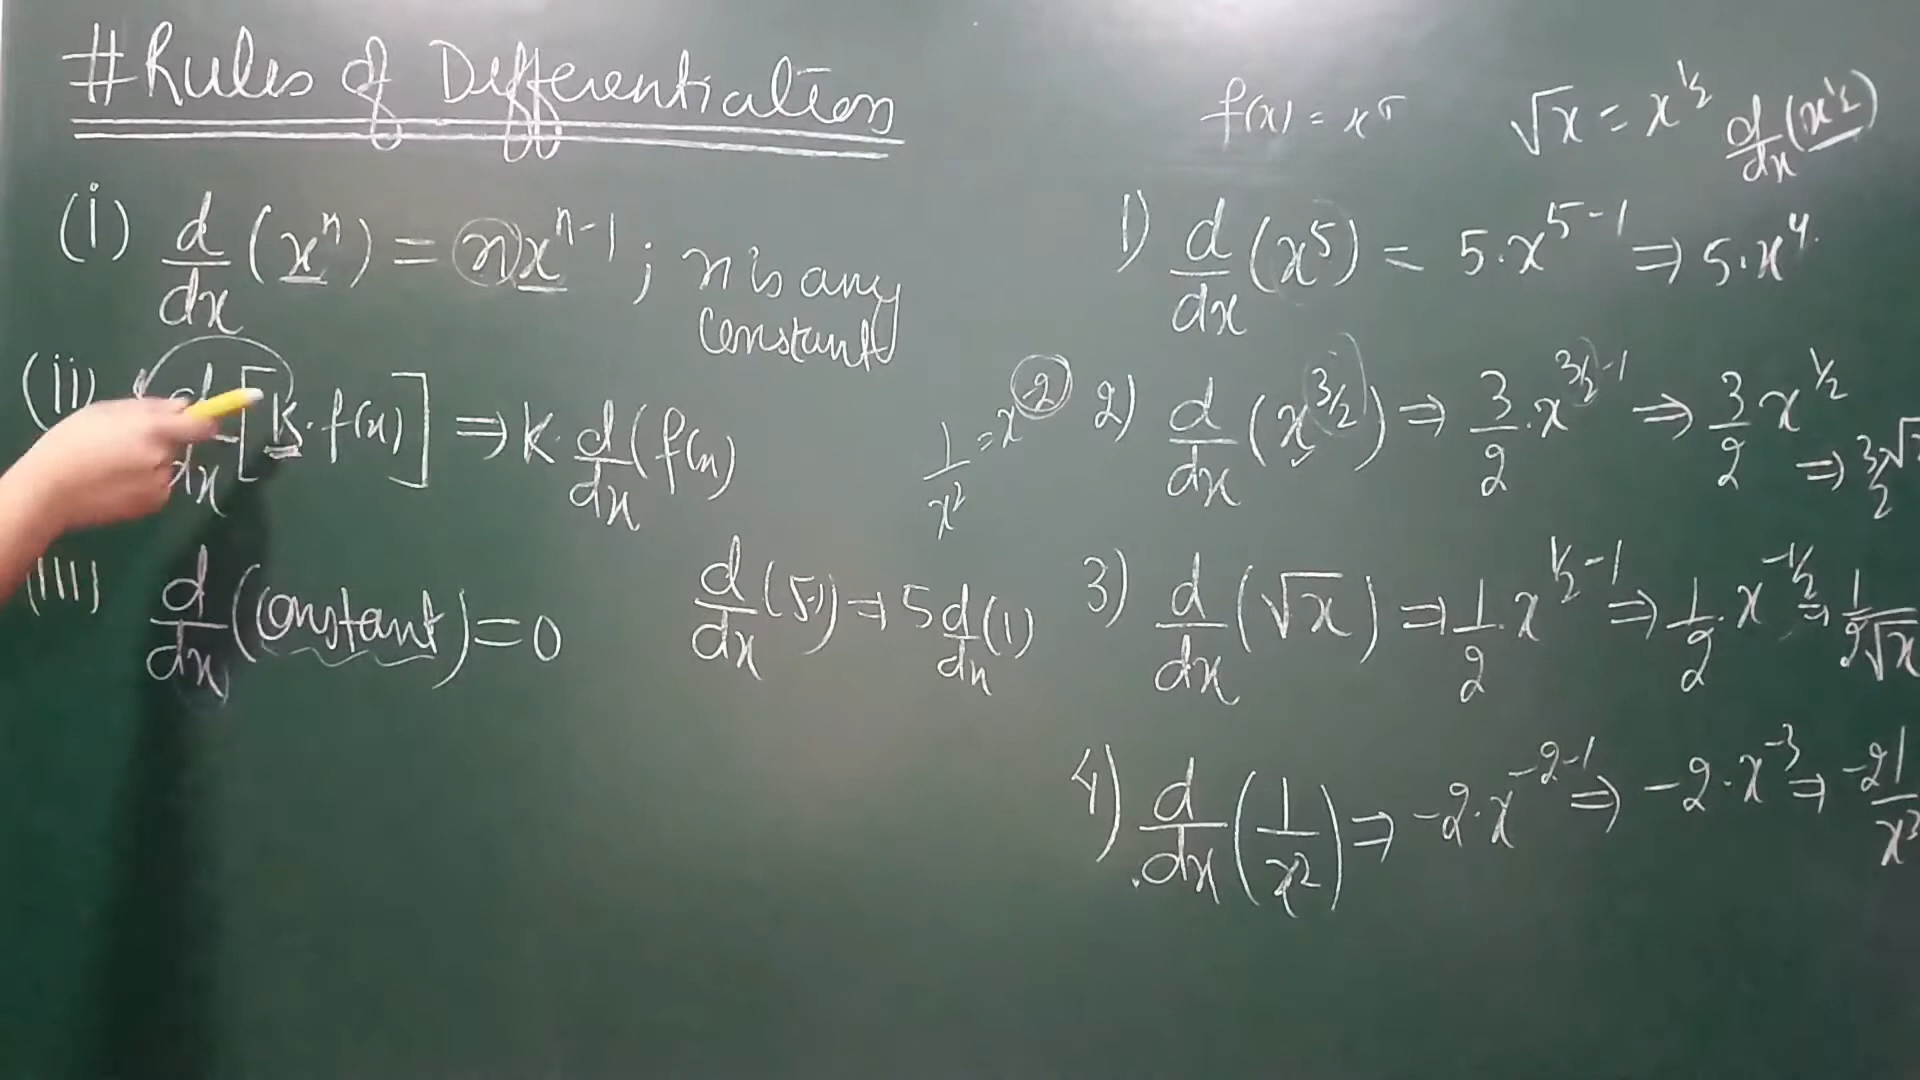 # Rules of Differentiation
(i) d/dx (xⁿ) = n xⁿ⁻¹ ; n is any
constant
(ii) d/dx [k · f(x)] ⇒ k · d/dx (f(x)
(iii) d/dx (constant) = 0
d/dx (5·1) ⇒ 5 d/dx (1)
1/x² = x⁻²
f(x) = x⁵
√x = x^1/2 d/dx (x^1/2)
1) d/dx (x⁵) = 5·x⁵⁻¹ ⇒ 5·x⁴
2) d/dx (x^3/2) ⇒ 3/2 · x^3/2-1 ⇒ 3/2 x^1/2
⇒ 3/2 √x
3) d/dx (√x) ⇒ 1/2 · x^1/2-1 ⇒ 1/2 · x^-1/2 ⇒ 1/2√x
4) d/dx (1/x²) ⇒ -2·x⁻²⁻¹ ⇒ -2·x⁻³ ⇒ -2 1/x³